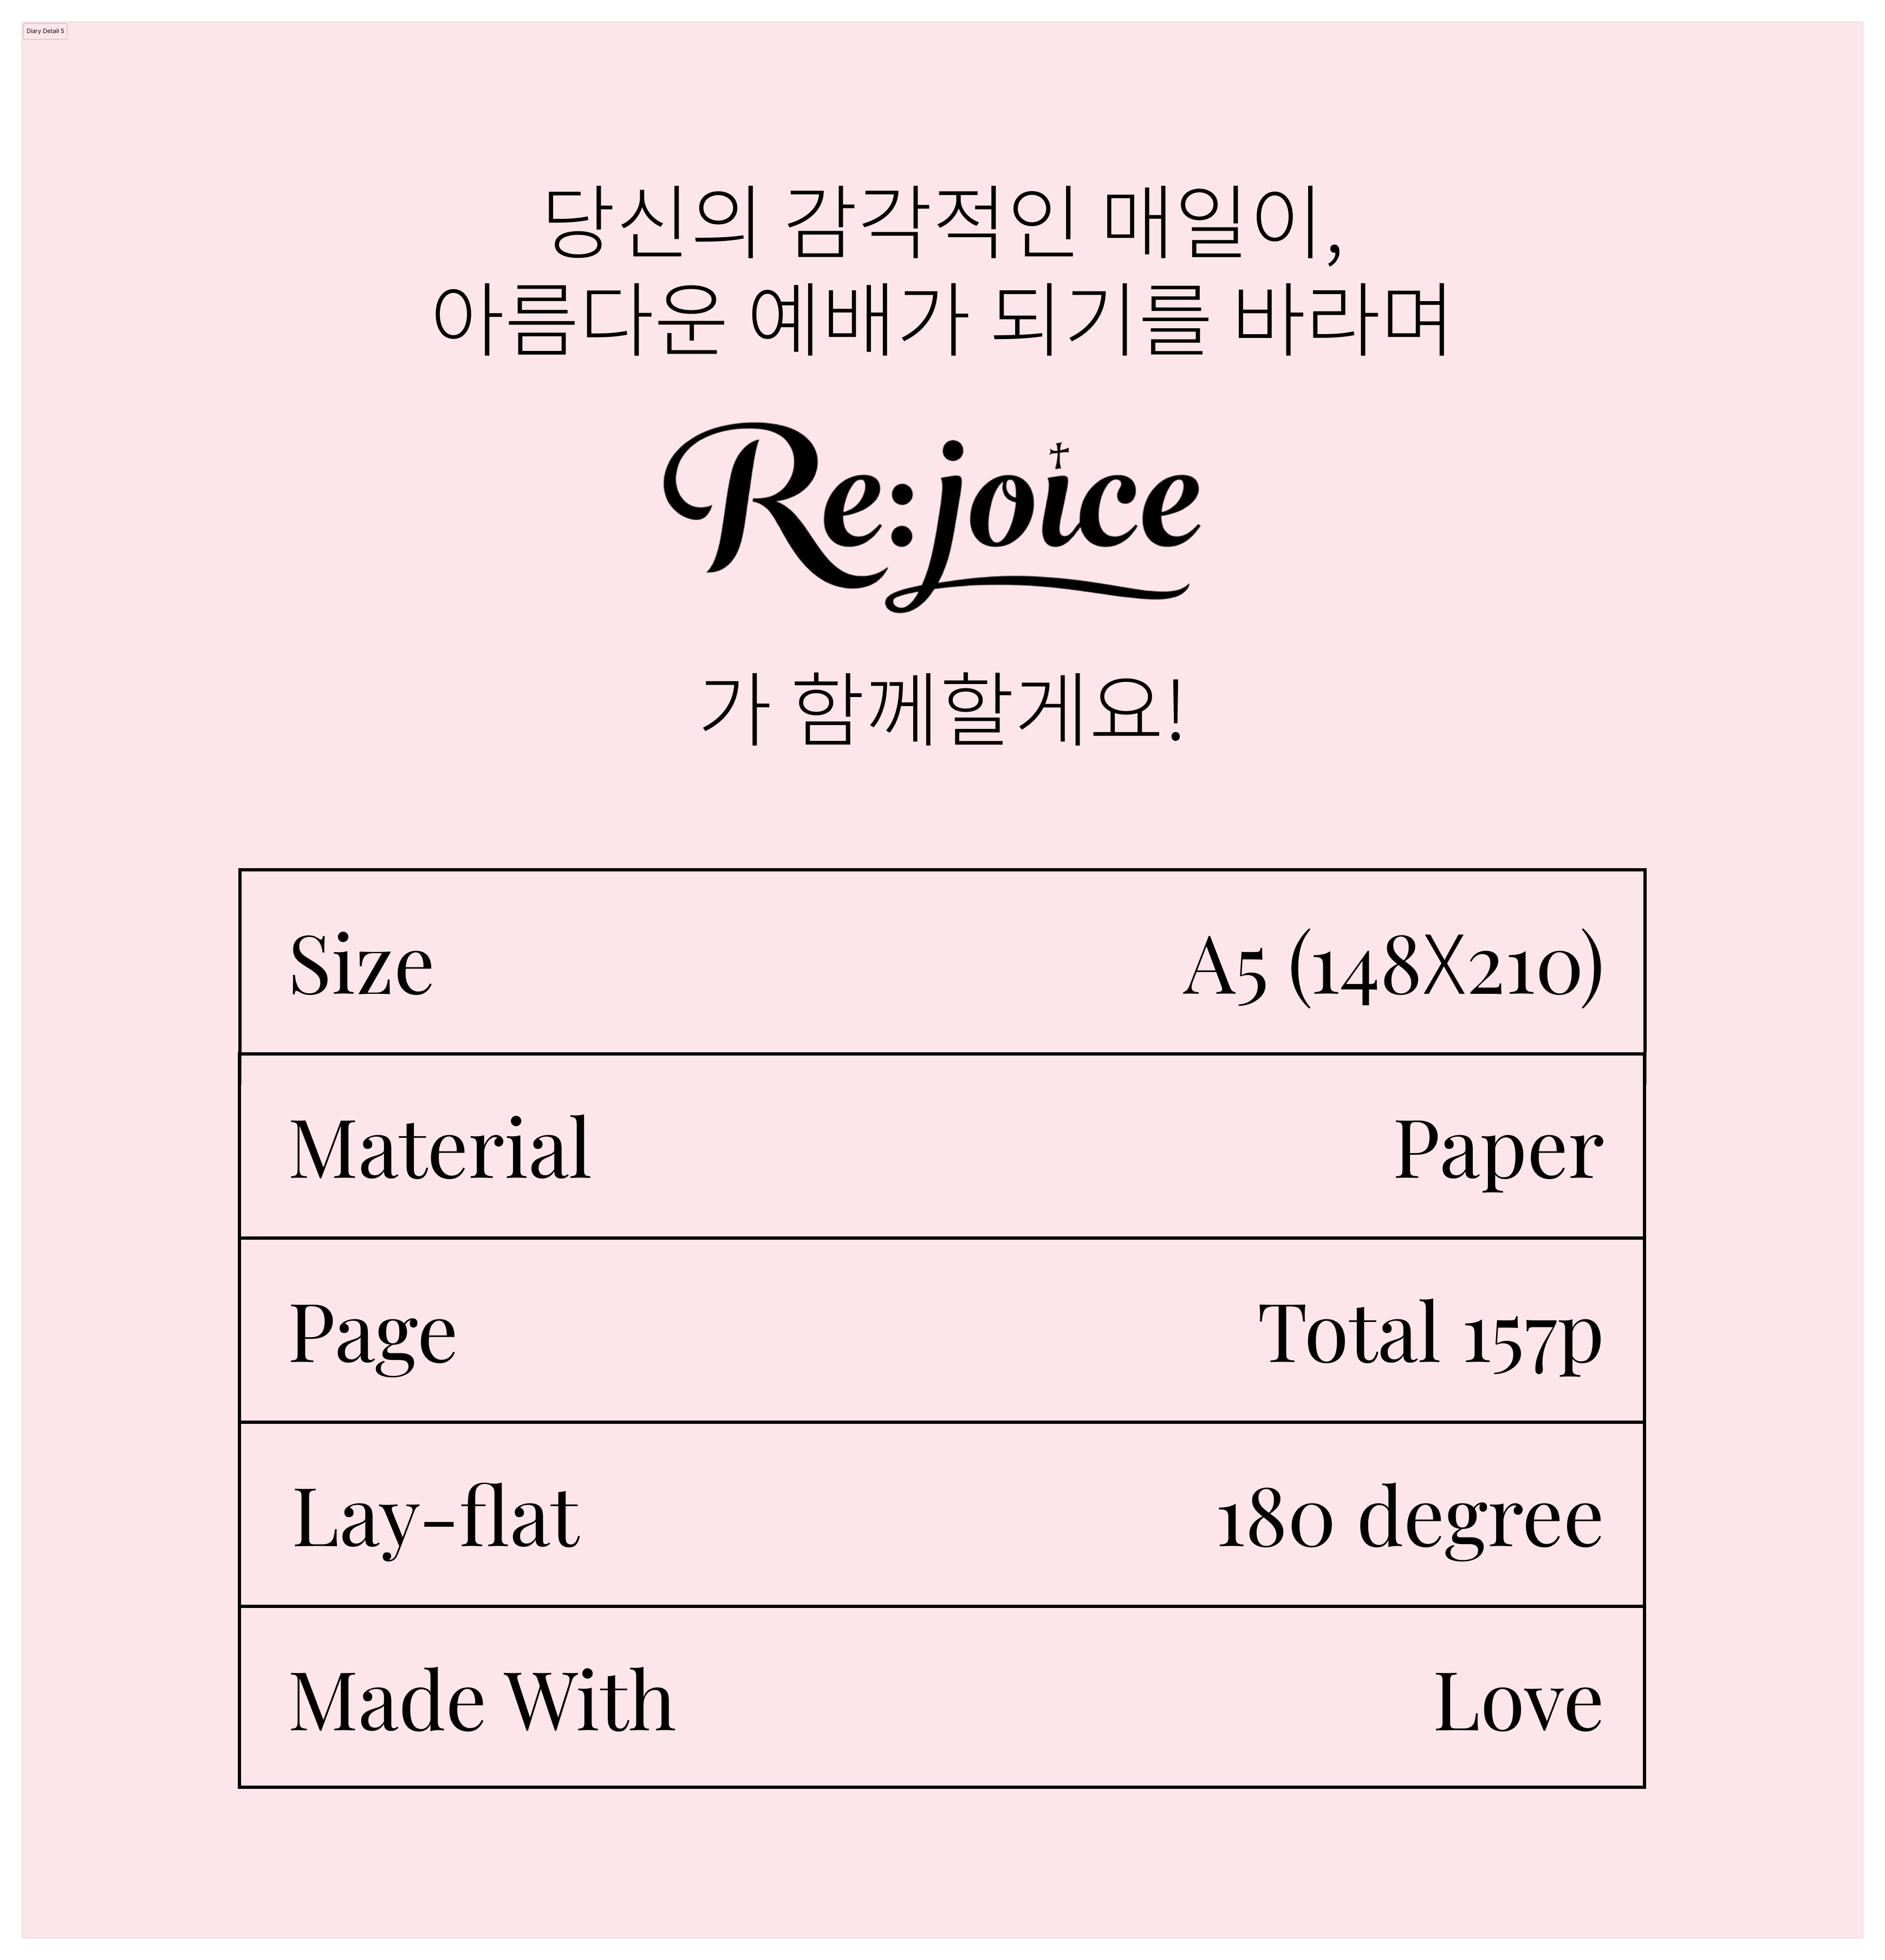 Diary Detail 5
당신의 감각적인 매일이,
아름다운 예배가 되기를 바라며
Re:joice
가 함께할게요!
Size A5 (148X210)
Material Paper
Page Total 157p
Lay-flat 180 degree
Made With Love